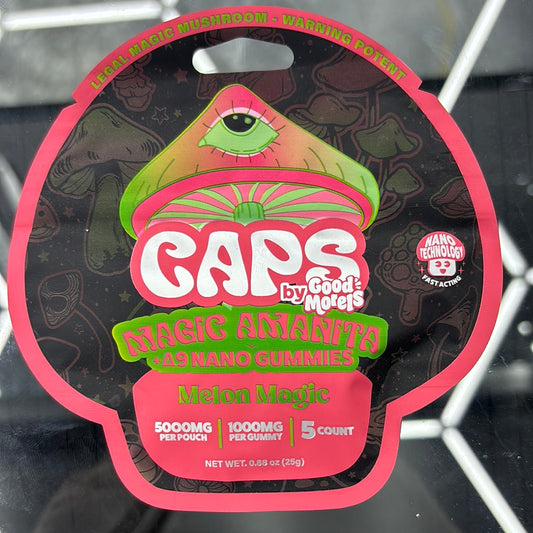 LEGAL MAGIC MUSHROOM - WARNING POTENT
CAPS
by Good
Morels
MAGIC AMANITA
+Δ9 NANO GUMMIES
Melon Magic
NANO
TECHNOLOGY
FAST ACTING
5000MG
PER POUCH
1000MG
PER GUMMY
5 COUNT
NET WT. 0.88 oz (25g)